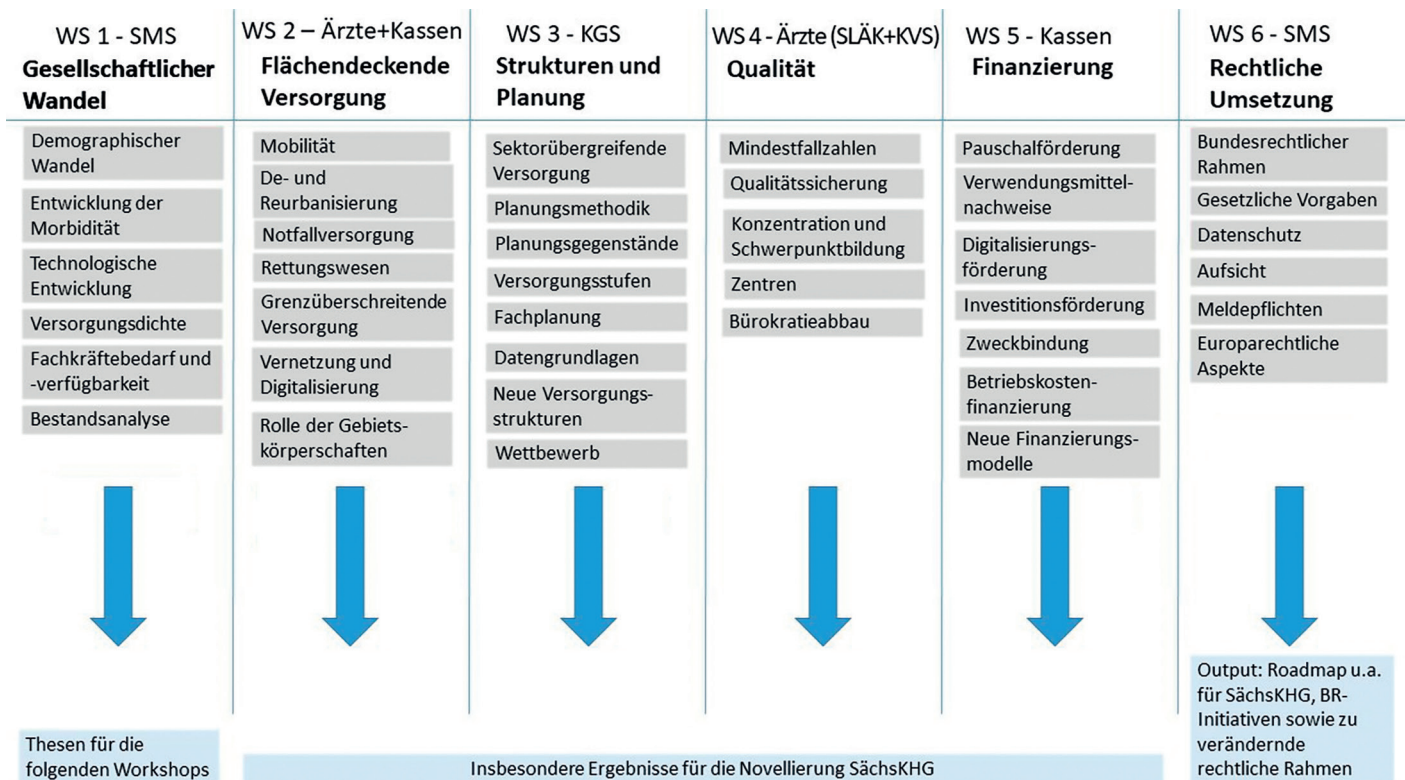 WS 1 - SMS
Gesellschaftlicher
Wandel
Demographischer
Wandel
Entwicklung der
Morbidität
Technologische
Entwicklung
Versorgungsdichte
Fachkräftebedarf und
-verfügbarkeit
Bestandsanalyse
Thesen für die
folgenden Workshops
WS 2 – Ärzte+Kassen
Flächendeckende
Versorgung
Mobilität
De- und
Reurbanisierung
Notfallversorgung
Rettungswesen
Grenzüberschreitende
Versorgung
Vernetzung und
Digitalisierung
Rolle der Gebiets-
körperschaften
WS 3 - KGS
Strukturen und
Planung
Sektorübergreifende
Versorgung
Planungsmethodik
Planungsgegenstände
Versorgungsstufen
Fachplanung
Datengrundlagen
Neue Versorgungs-
strukturen
Wettbewerb
WS 4 - Ärzte (SLÄK+KVS)
Qualität
Mindestfallzahlen
Qualitätssicherung
Konzentration und
Schwerpunktbildung
Zentren
Bürokratieabbau
WS 5 - Kassen
Finanzierung
Pauschalförderung
Verwendungsmittel-
nachweise
Digitalisierungs-
förderung
Investitionsförderung
Zweckbindung
Betriebskosten-
finanzierung
Neue Finanzierungs-
modelle
Insbesondere Ergebnisse für die Novellierung SächsKHG
WS 6 - SMS
Rechtliche
Umsetzung
Bundesrechtlicher
Rahmen
Gesetzliche Vorgaben
Datenschutz
Aufsicht
Meldepflichten
Europarechtliche
Aspekte
Output: Roadmap u.a.
für SächsKHG, BR-
Initiativen sowie zu
verändernde
rechtliche Rahmen